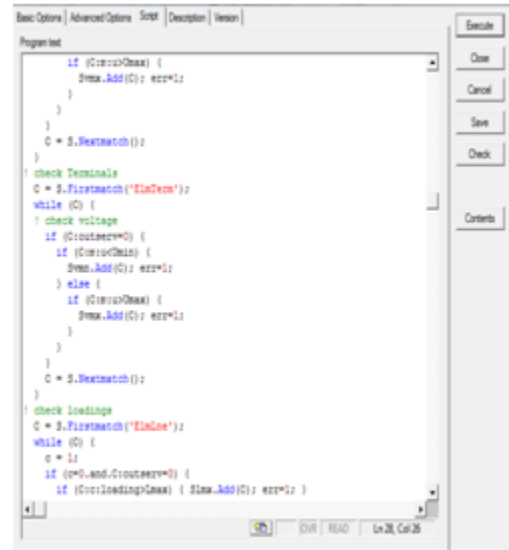 Basic Options | Advanced Options | Script | Description | Version |
Program text
if (C:m:u>Umax) {
Svmx.Add(C); err=1;
}
}
}
C = S.Nextmatch();
}
! check Terminals
C = S.Firstmatch('ElmTerm');
while (C) {
! check voltage
if (C:outserv=0) {
if (C:m:u<Umin) {
Svmn.Add(C); err=1;
} else {
if (C:m:u>Umax) {
Svmx.Add(C); err=1;
}
}
}
C = S.Nextmatch();
}
! check loadings
C = S.Firstmatch('ElmLne');
while (C) {
c = 1;
if (c=0.and.C:outserv=0) {
if (C:c:loading>Lmax) { Slmx.Add(C); err=1; }
OVR READ Ln 28, Col 26
Execute
Close
Cancel
Save
Check
Contents